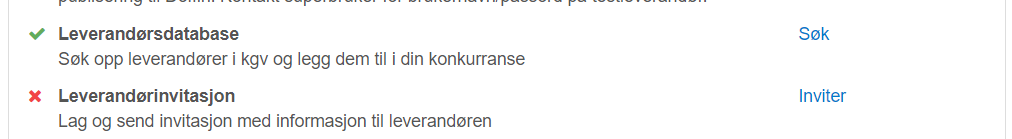 Leverandørsdatabase
Søk
Søk opp leverandører i kgv og legg dem til i din konkurranse
Leverandørinvitasjon
Inviter
Lag og send invitasjon med informasjon til leverandøren